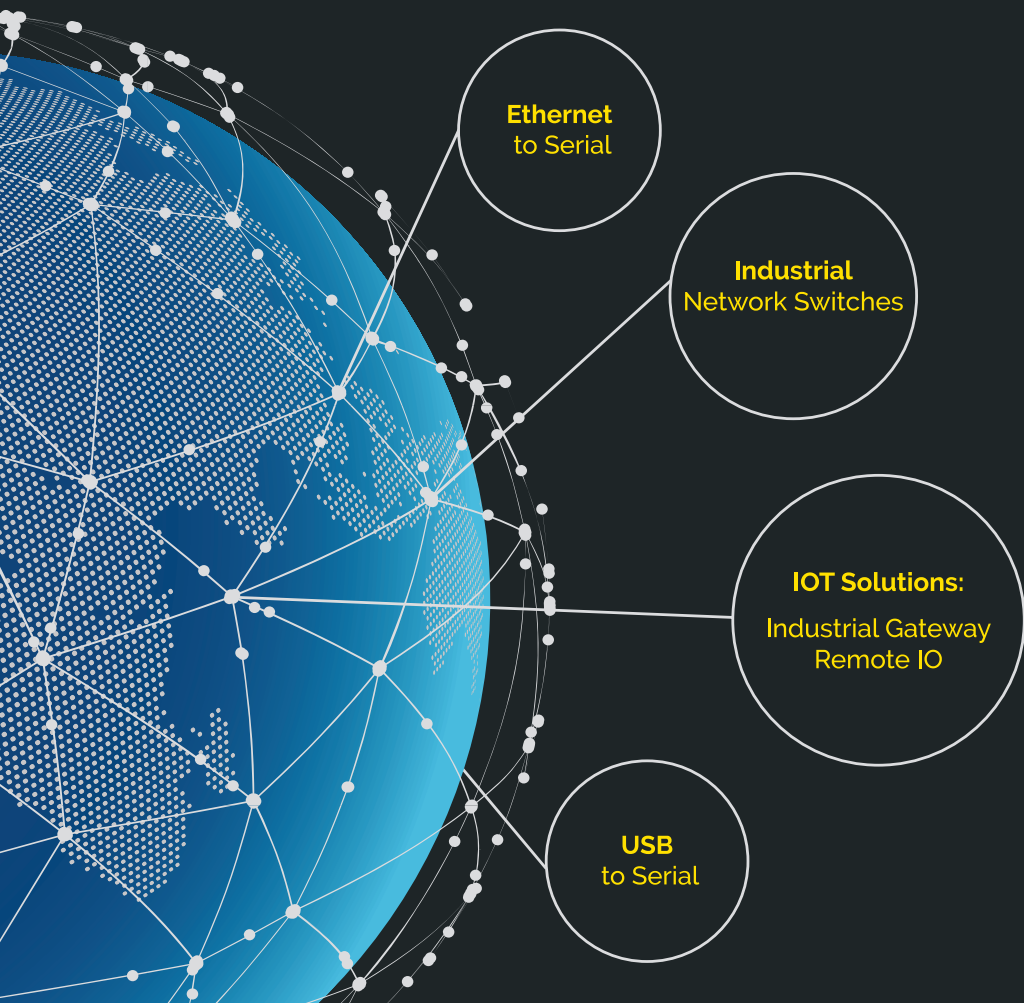 Ethernet
to Serial
Industrial
Network Switches
IOT Solutions:
Industrial Gateway
Remote IO
USB
to Serial